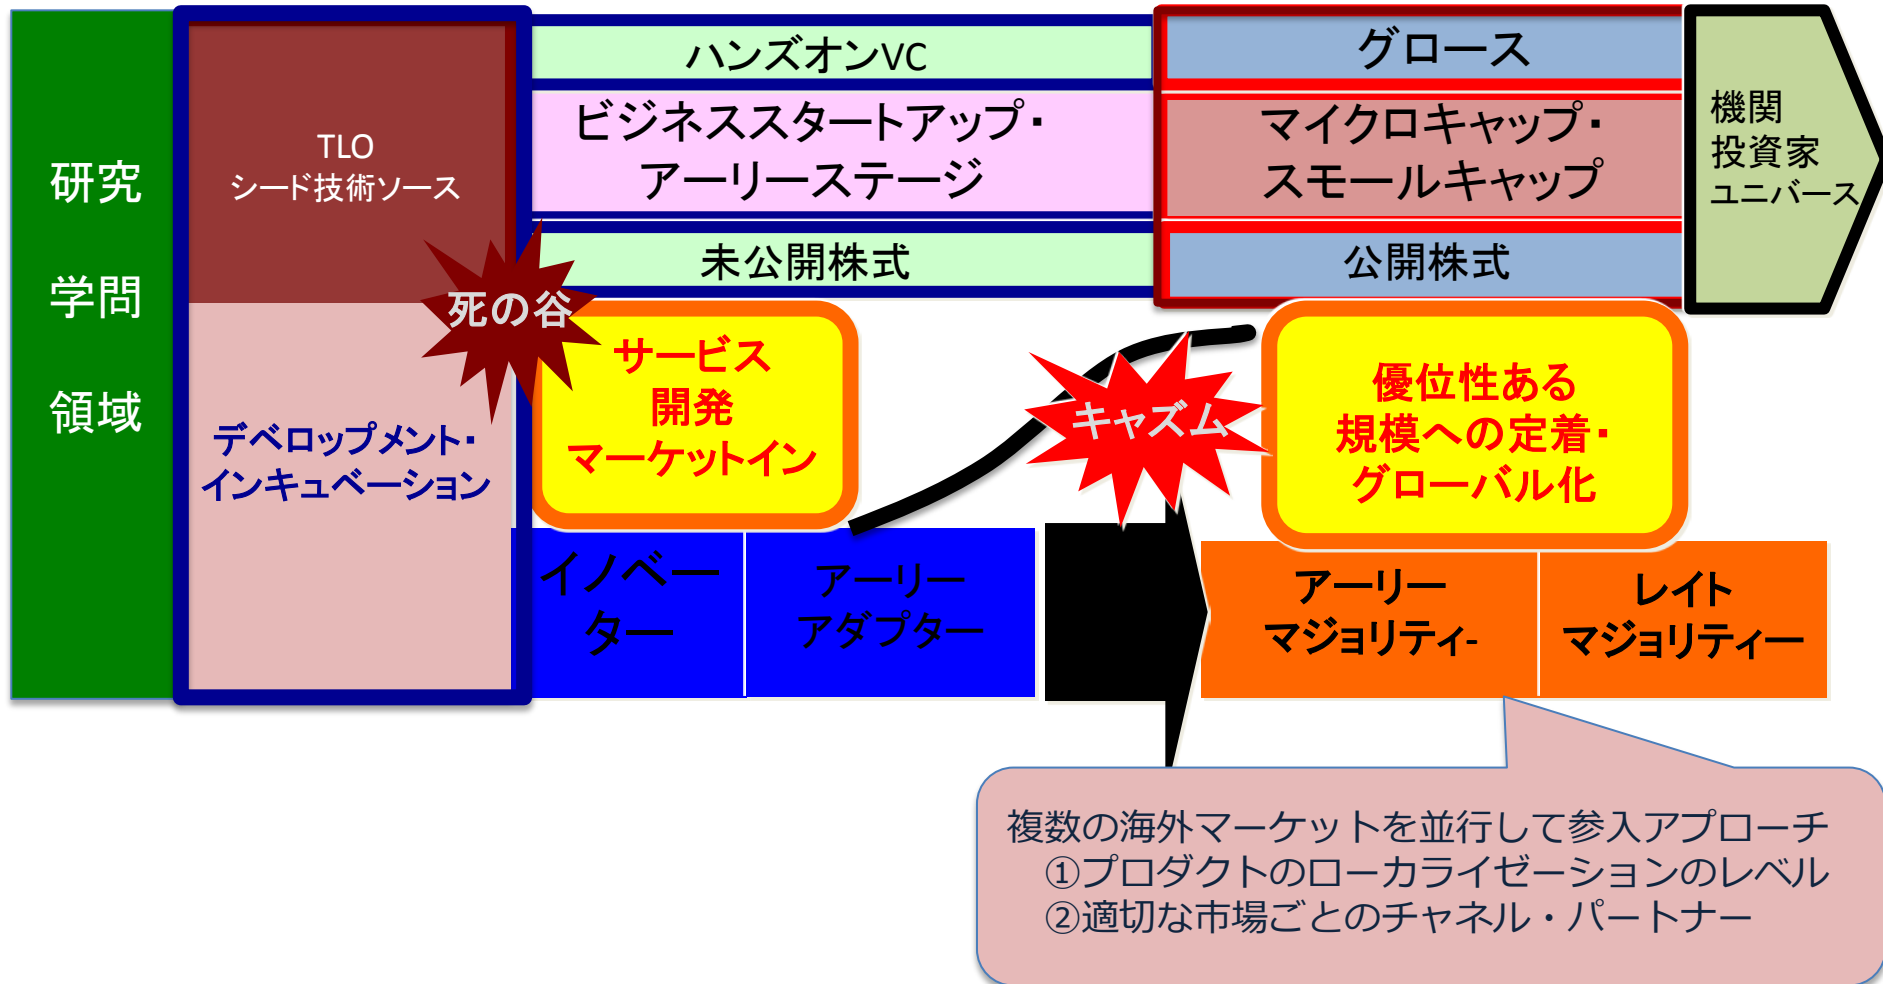 研究
学問
領域
TLO
シード技術ソース
デベロップメント・
インキュベーション
死の谷
ハンズオンVC
ビジネススタートアップ・
アーリーステージ
未公開株式
グロース
マイクロキャップ・
スモールキャップ
公開株式
機関
投資家
ユニバース
サービス
開発
マーケットイン
キャズム
優位性ある
規模への定着・
グローバル化
イノベー
ター
アーリー
アダプター
アーリー
マジョリティ-
レイト
マジョリティー
複数の海外マーケットを並行して参入アプローチ
①プロダクトのローカライゼーションのレベル
②適切な市場ごとのチャネル・パートナー